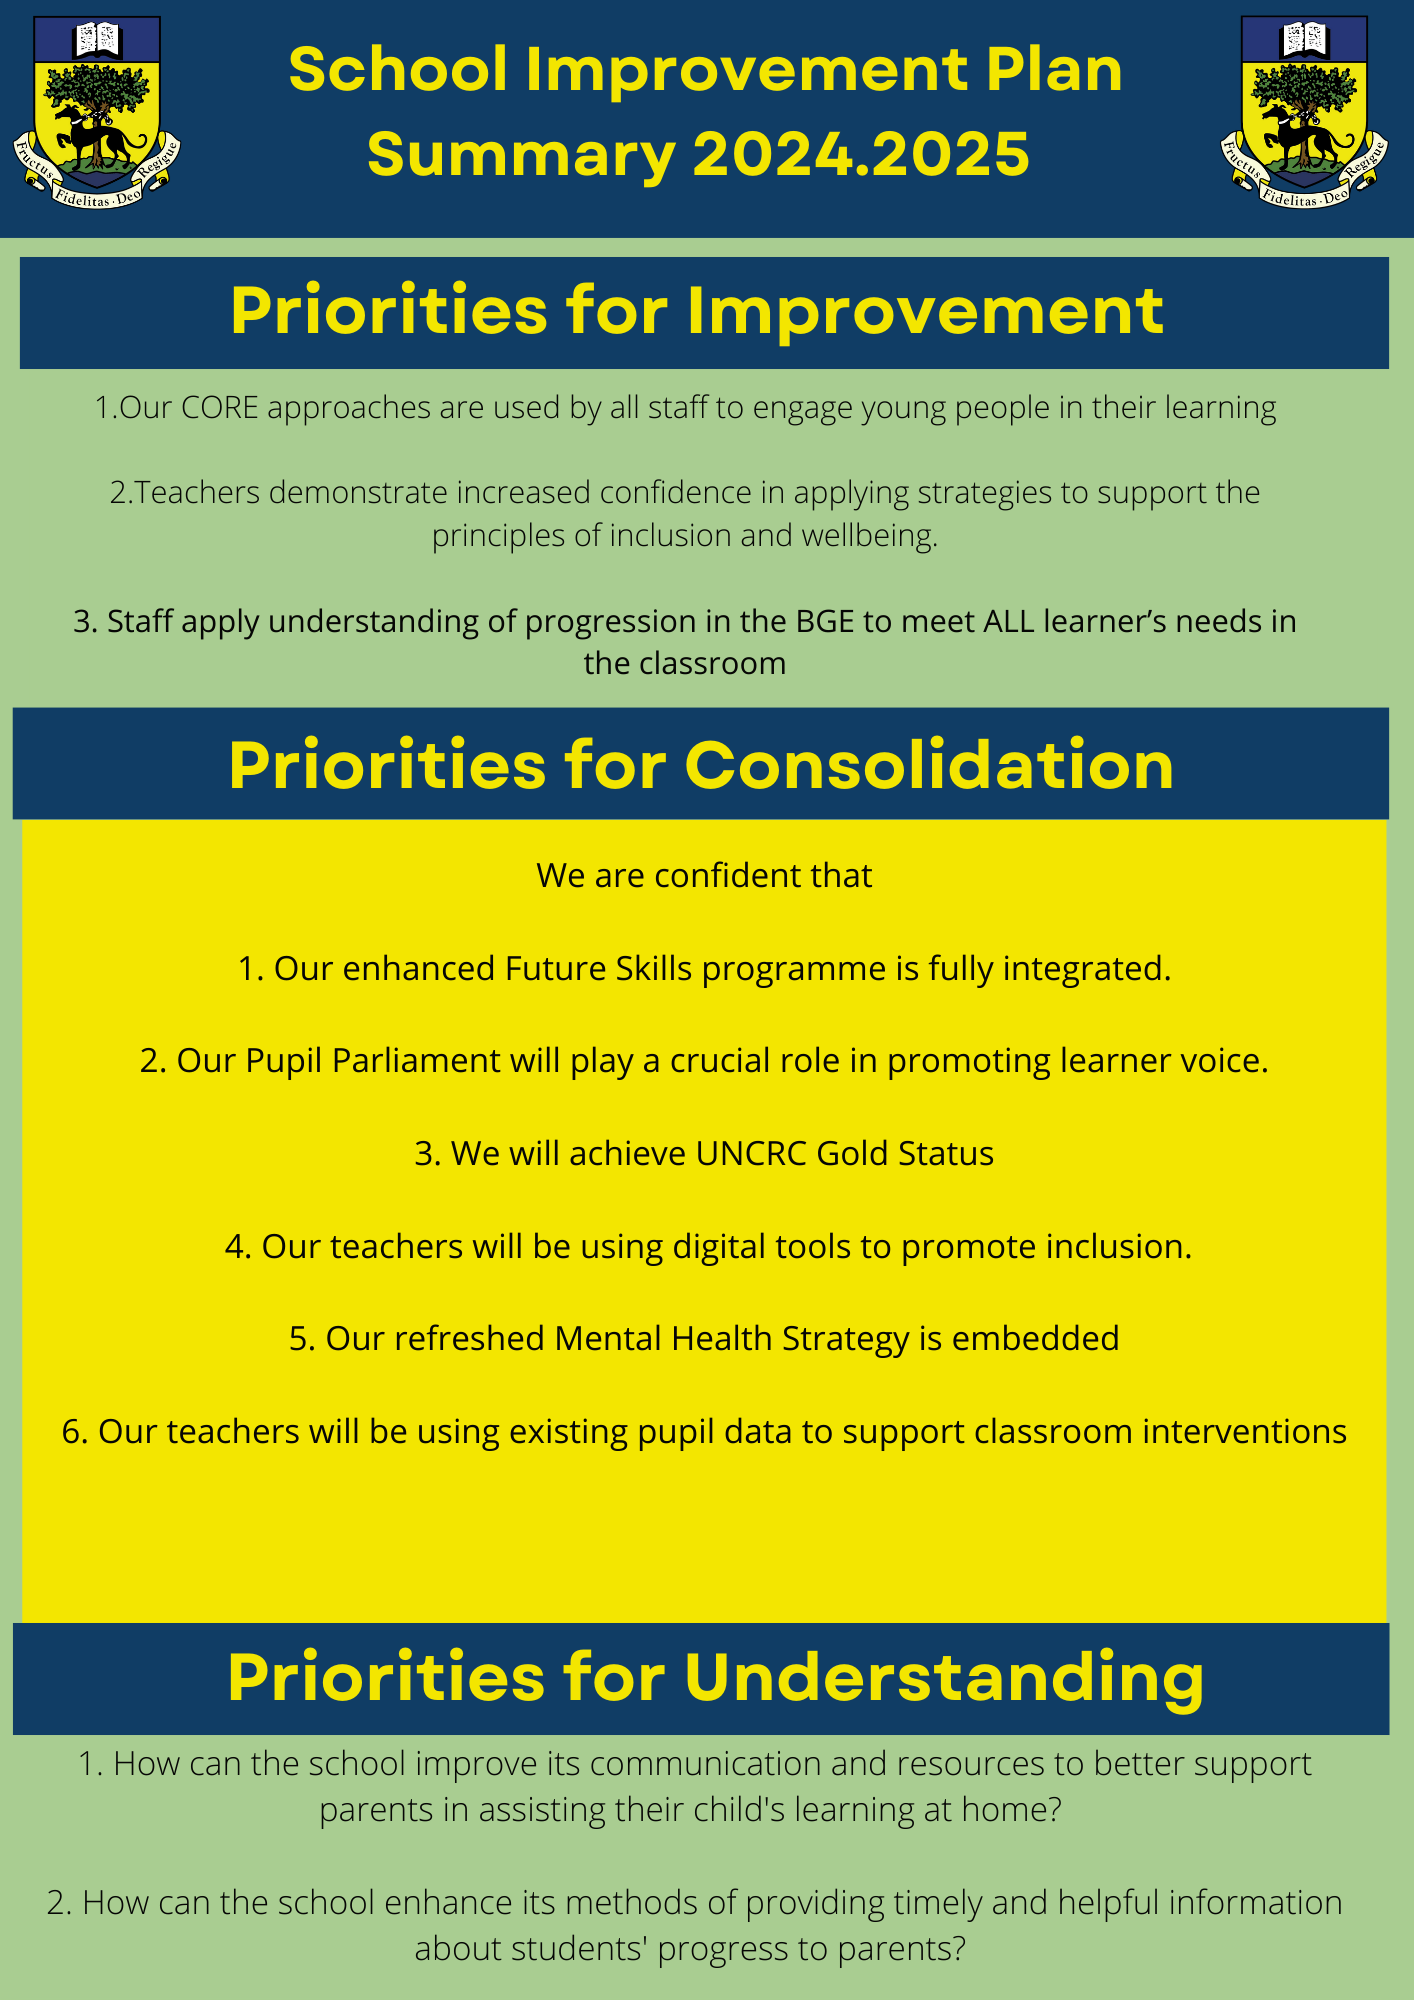 School Improvement Plan
Summary 2024.2025
Fructus Fidelitas · Deo Regique
Fructus Fidelitas · Deo Regique
Priorities for Improvement
1.Our CORE approaches are used by all staff to engage young people in their learning
2.Teachers demonstrate increased confidence in applying strategies to support the
principles of inclusion and wellbeing.
3. Staff apply understanding of progression in the BGE to meet ALL learner’s needs in
the classroom
Priorities for Consolidation
We are confident that
1. Our enhanced Future Skills programme is fully integrated.
2. Our Pupil Parliament will play a crucial role in promoting learner voice.
3. We will achieve UNCRC Gold Status
4. Our teachers will be using digital tools to promote inclusion.
5. Our refreshed Mental Health Strategy is embedded
6. Our teachers will be using existing pupil data to support classroom interventions
Priorities for Understanding
1. How can the school improve its communication and resources to better support
parents in assisting their child's learning at home?
2. How can the school enhance its methods of providing timely and helpful information
about students' progress to parents?